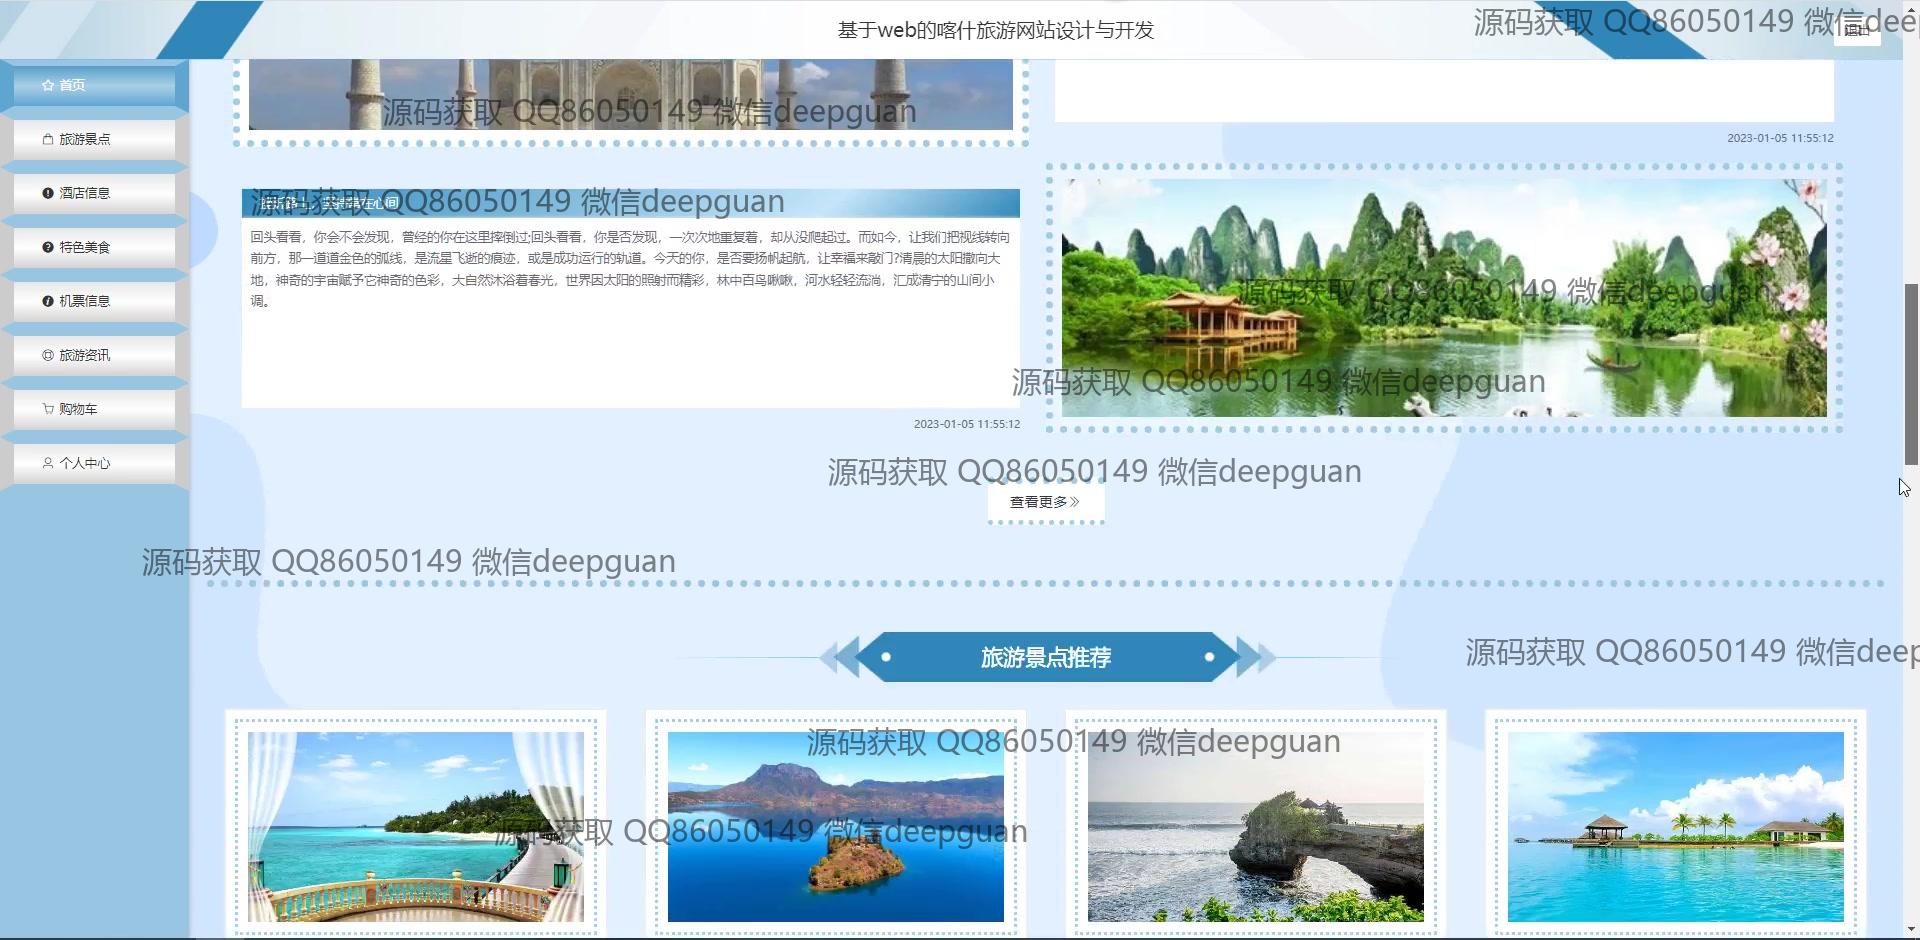 基于web的喀什旅游网站设计与开发
源码获取 QQ86050149 微信deep
退出
首页
旅游景点
酒店信息
特色美食
机票信息
旅游资讯
购物车
个人中心
源码获取 QQ86050149 微信deepguan
2023-01-05 11:55:12
源码获取 QQ86050149 微信deepguan
在心间
回头看看，你会不会发现，曾经的你在这里摔倒过;回头看看，你是否发现，一次次地重复着，却从没爬起过。而如今，让我们把视线转向
前方，那一道道金色的弧线，是流星飞逝的痕迹，或是成功运行的轨道。今天的你，是否要扬帆起航，让幸福来敲门?清晨的太阳撒向大
地，神奇的宇宙赋予它神奇的色彩，大自然沐浴着春光，世界因太阳的照射而精彩，林中百鸟啾啾，河水轻轻流淌，汇成清宁的山间小
调。
源码获取 QQ86050149 微信deepguan
源码获取 QQ86050149 微信deepguan
2023-01-05 11:55:12
源码获取 QQ86050149 微信deepguan
查看更多
源码获取 QQ86050149 微信deepguan
旅游景点推荐
源码获取 QQ86050149 微信deep
源码获取 QQ86050149 微信deepguan
源码获取 QQ86050149 微信deepguan